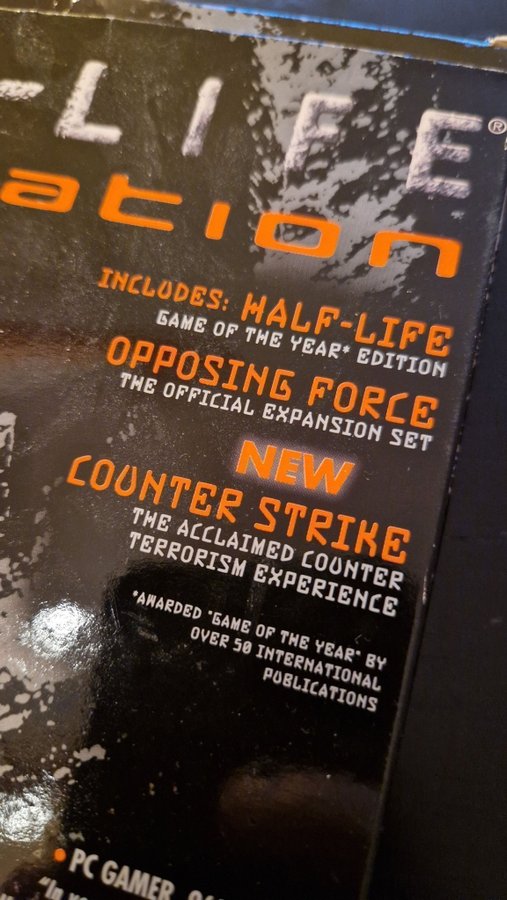 -LIFE®
ation
INCLUDES: HALF-LIFE
GAME OF THE YEAR* EDITION
OPPOSING FORCE
THE OFFICIAL EXPANSION SET
NEW
COUNTER STRIKE
THE ACCLAIMED COUNTER
TERRORISM EXPERIENCE
*AWARDED "GAME OF THE YEAR" BY
OVER 50 INTERNATIONAL
PUBLICATIONS
• PC GAMER
"In